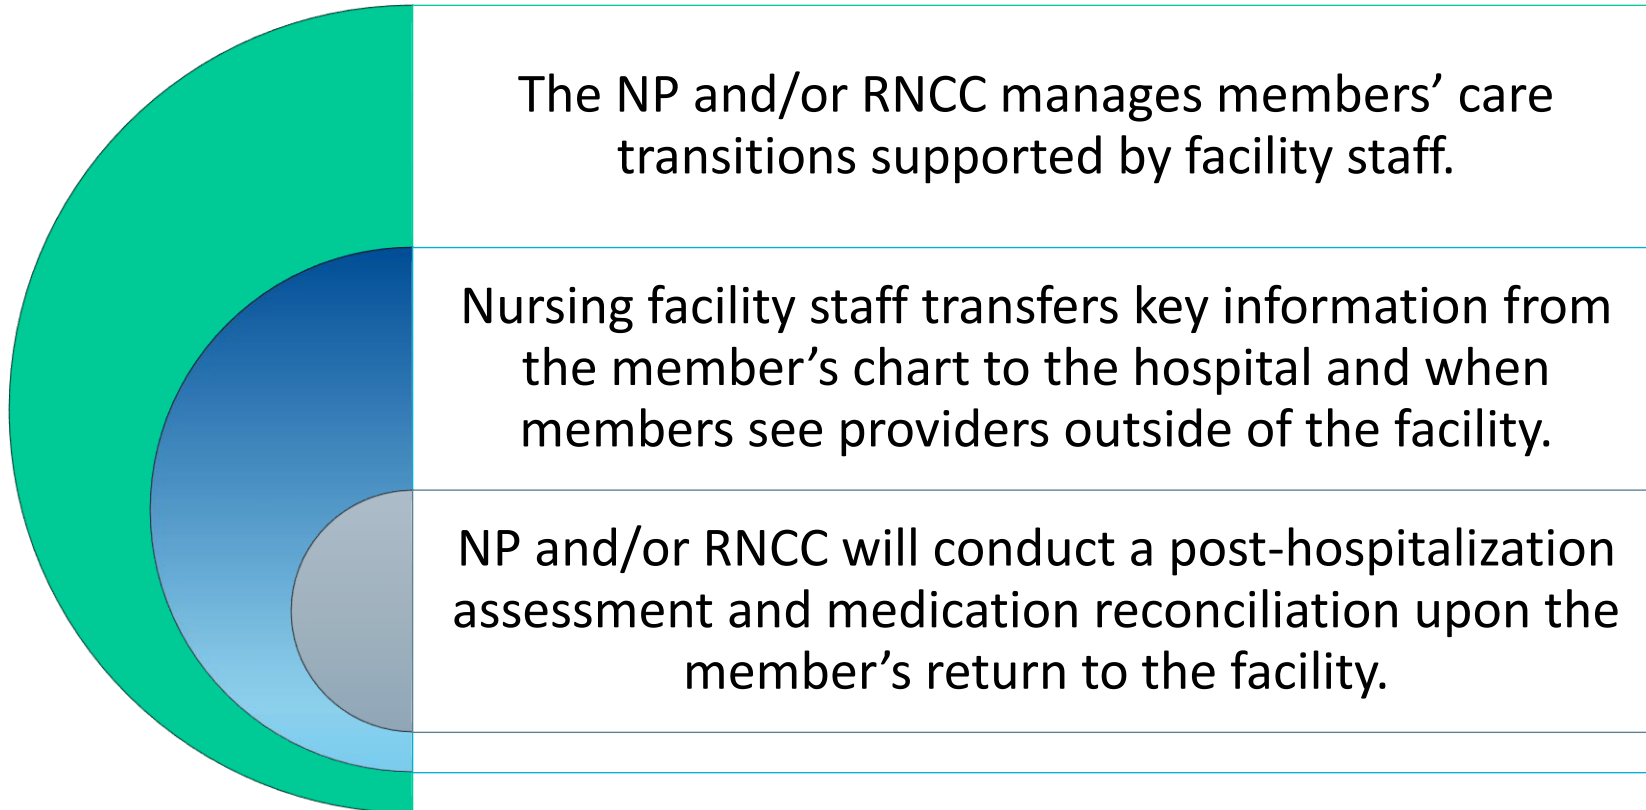 The NP and/or RNCC manages members’ care
transitions supported by facility staff.
Nursing facility staff transfers key information from
the member’s chart to the hospital and when
members see providers outside of the facility.
NP and/or RNCC will conduct a post-hospitalization
assessment and medication reconciliation upon the
member’s return to the facility.